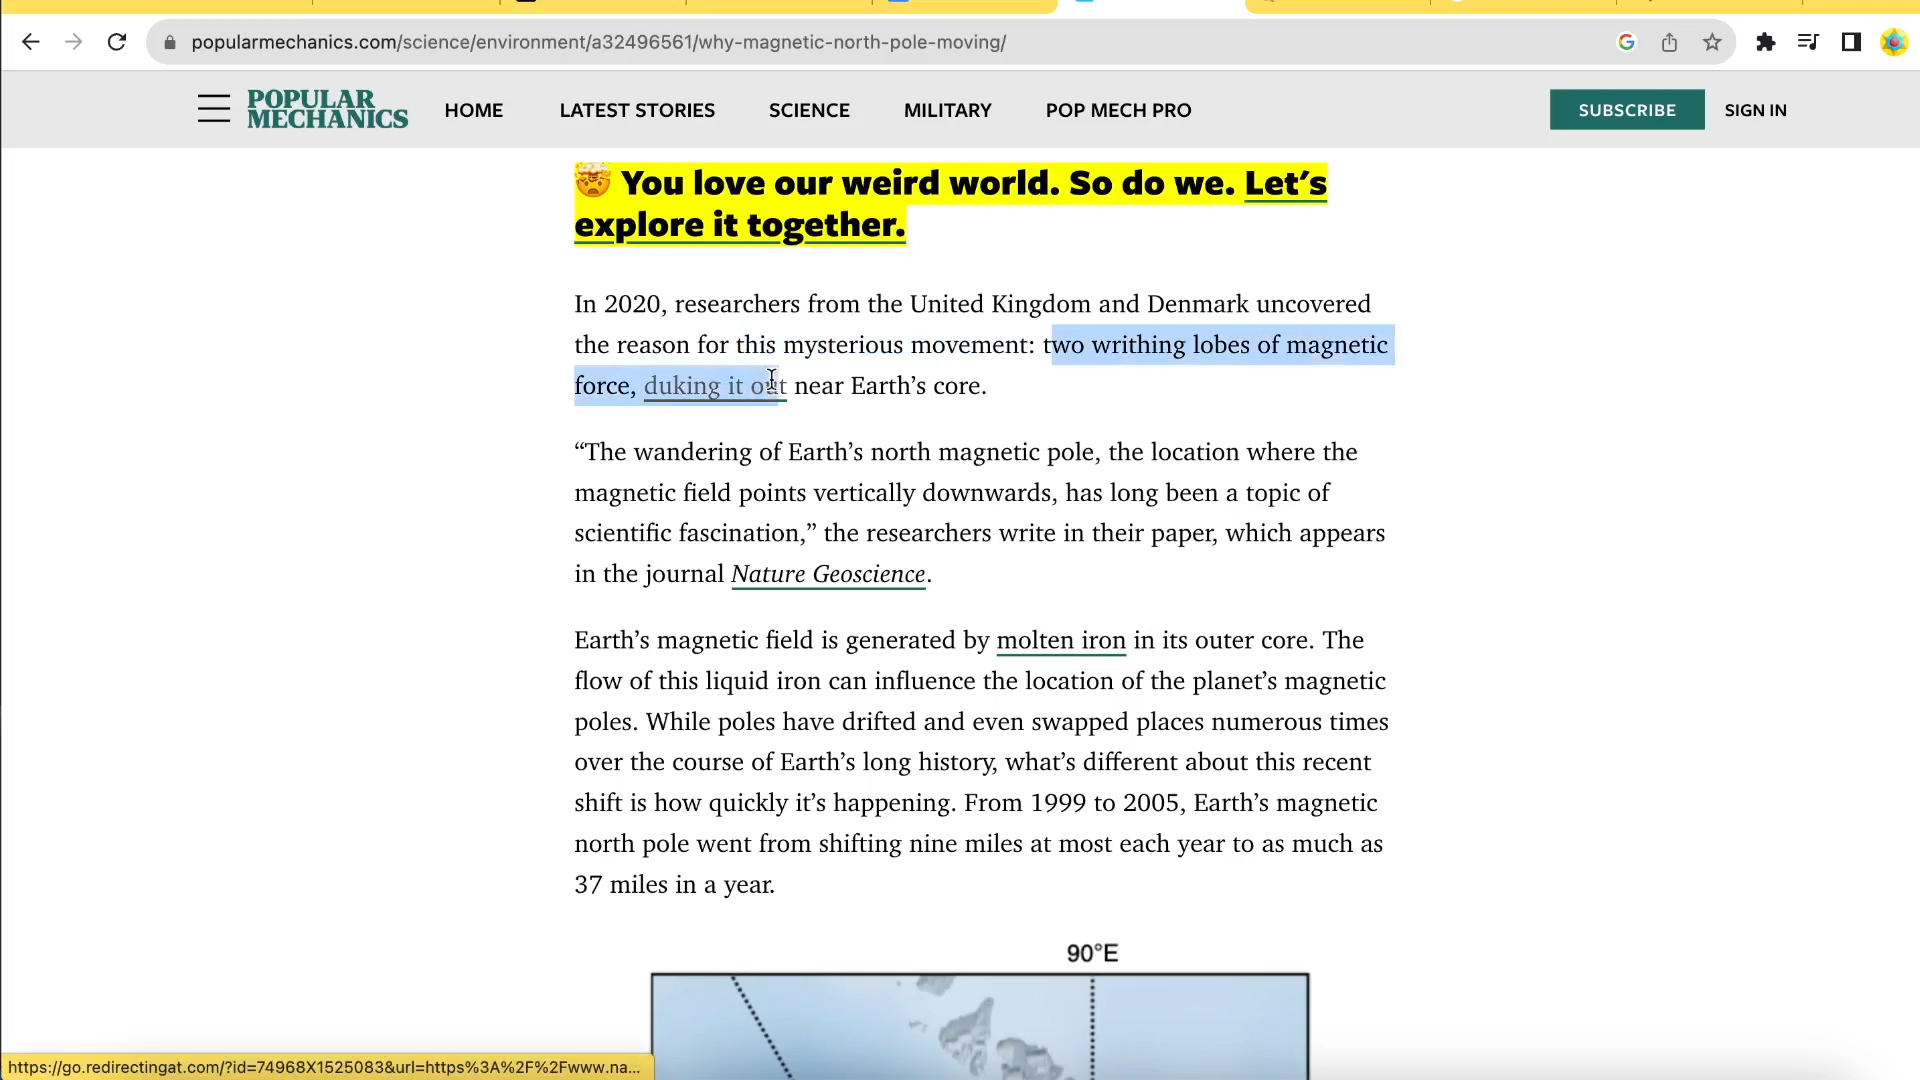 popularmechanics.com/science/environment/a32496561/why-magnetic-north-pole-moving/
POPULAR
MECHANICS
HOME
LATEST STORIES
SCIENCE
MILITARY
POP MECH PRO
SUBSCRIBE
SIGN IN
🤯 You love our weird world. So do we. Let’s
explore it together.
In 2020, researchers from the United Kingdom and Denmark uncovered
the reason for this mysterious movement: two writhing lobes of magnetic
force, duking it out near Earth’s core.
“The wandering of Earth’s north magnetic pole, the location where the
magnetic field points vertically downwards, has long been a topic of
scientific fascination,” the researchers write in their paper, which appears
in the journal Nature Geoscience.
Earth’s magnetic field is generated by molten iron in its outer core. The
flow of this liquid iron can influence the location of the planet’s magnetic
poles. While poles have drifted and even swapped places numerous times
over the course of Earth’s long history, what’s different about this recent
shift is how quickly it’s happening. From 1999 to 2005, Earth’s magnetic
north pole went from shifting nine miles at most each year to as much as
37 miles in a year.
90°E
https://go.redirectingat.com/?id=74968X1525083&url=https%3A%2F%2Fwww.na...